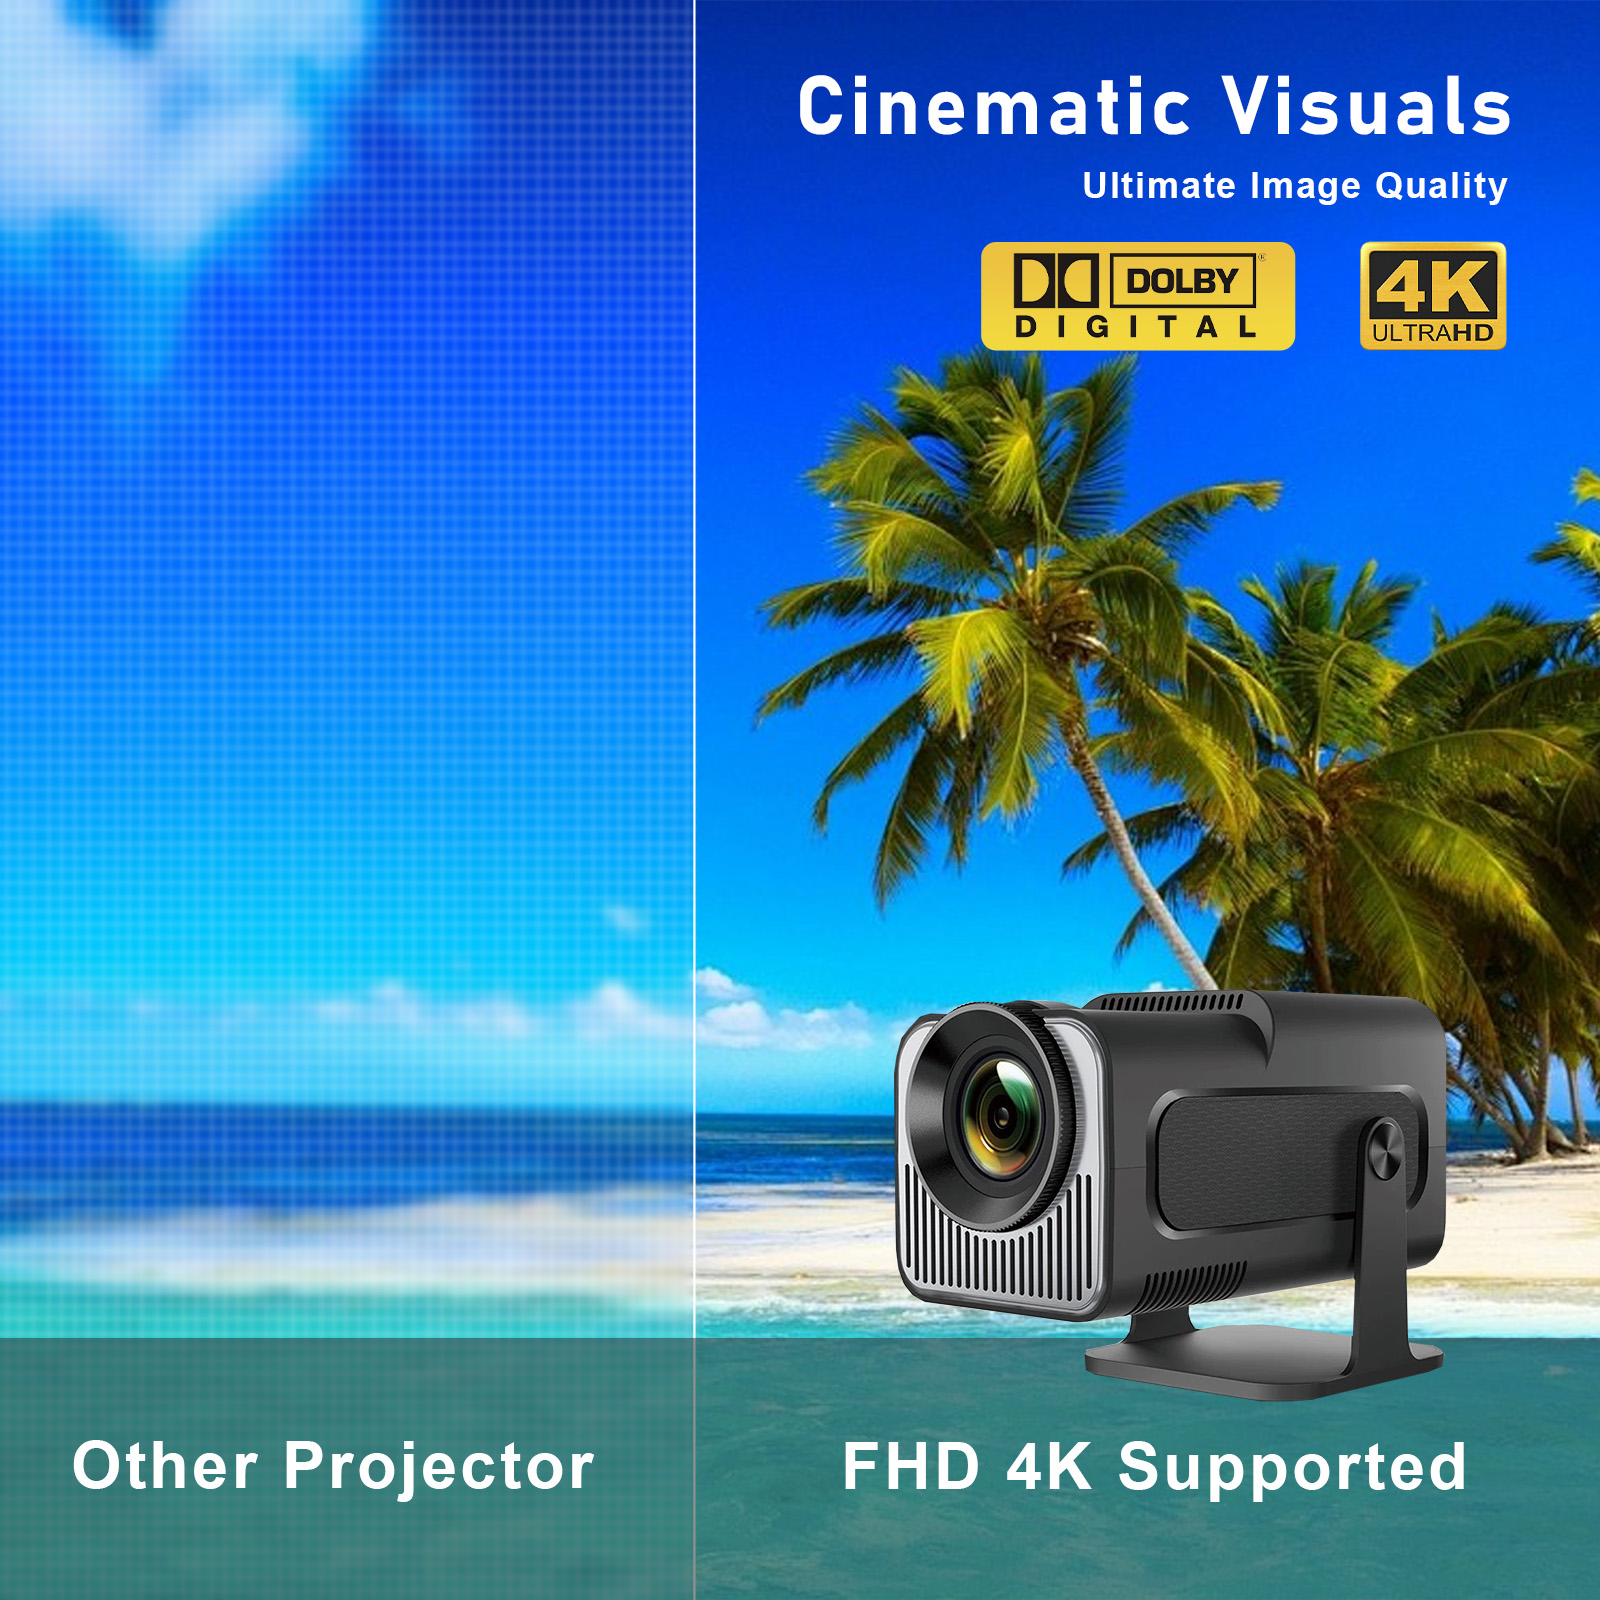 Cinematic Visuals
Ultimate Image Quality
DOLBY ®
DIGITAL
4K
ULTRAHD
Other Projector
FHD 4K Supported